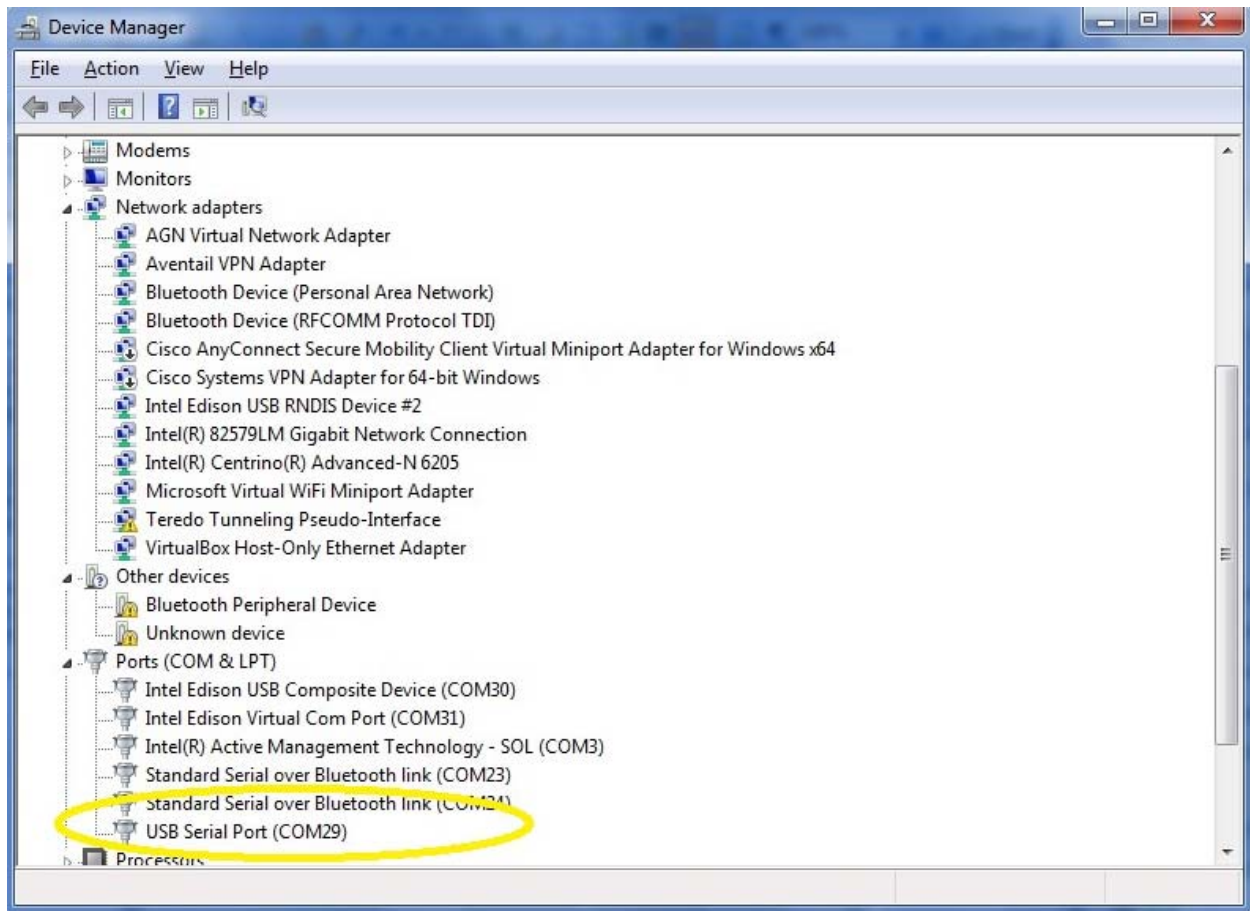 Device Manager
File Action View Help
Modems
Monitors
Network adapters
AGN Virtual Network Adapter
Aventail VPN Adapter
Bluetooth Device (Personal Area Network)
Bluetooth Device (RFCOMM Protocol TDI)
Cisco AnyConnect Secure Mobility Client Virtual Miniport Adapter for Windows x64
Cisco Systems VPN Adapter for 64-bit Windows
Intel Edison USB RNDIS Device #2
Intel(R) 82579LM Gigabit Network Connection
Intel(R) Centrino(R) Advanced-N 6205
Microsoft Virtual WiFi Miniport Adapter
Teredo Tunneling Pseudo-Interface
VirtualBox Host-Only Ethernet Adapter
Other devices
Bluetooth Peripheral Device
Unknown device
Ports (COM & LPT)
Intel Edison USB Composite Device (COM30)
Intel Edison Virtual Com Port (COM31)
Intel(R) Active Management Technology - SOL (COM3)
Standard Serial over Bluetooth link (COM23)
Standard Serial over Bluetooth link (COM24)
USB Serial Port (COM29)
Processors